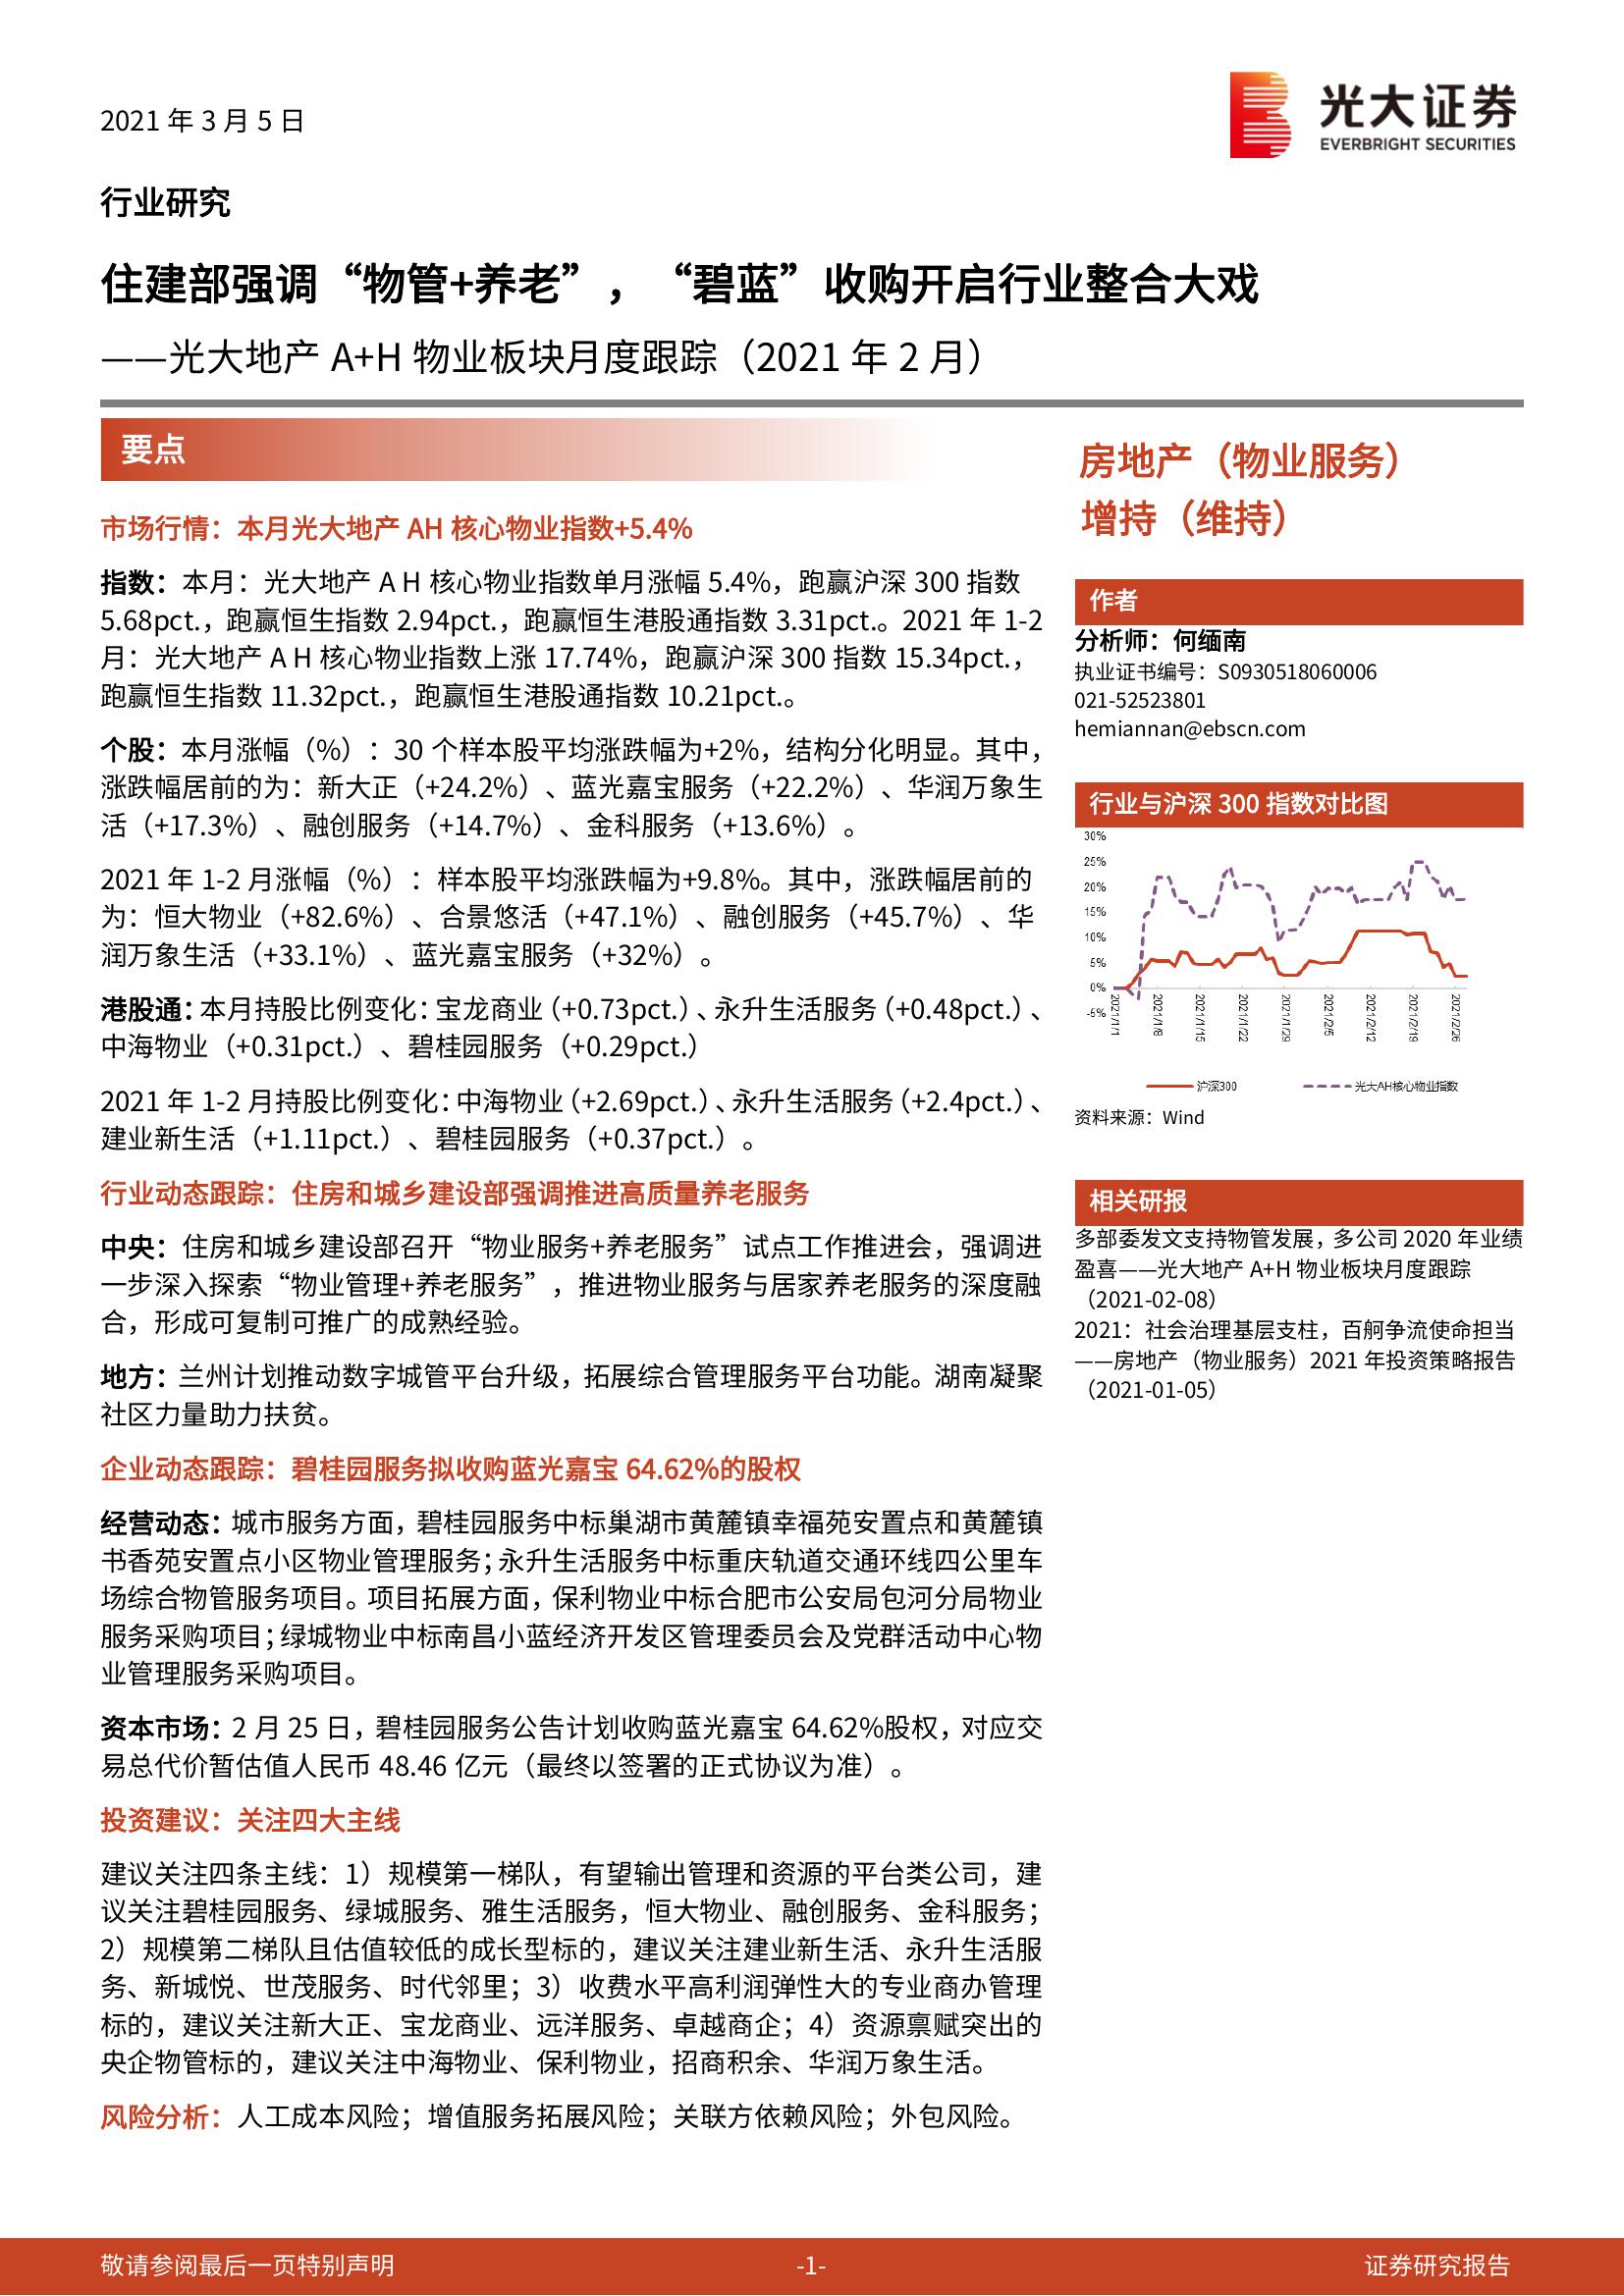 2021 年 3 月 5 日
光大证券
EVERBRIGHT SECURITIES
行业研究
住建部强调“物管+养老”，“碧蓝”收购开启行业整合大戏
——光大地产 A+H 物业板块月度跟踪（2021 年 2 月）
要点
市场行情：本月光大地产 AH 核心物业指数+5.4%
指数：本月：光大地产 A H 核心物业指数单月涨幅 5.4%，跑赢沪深 300 指数
5.68pct.，跑赢恒生指数 2.94pct.，跑赢恒生港股通指数 3.31pct.。2021 年 1-2
月：光大地产 A H 核心物业指数上涨 17.74%，跑赢沪深 300 指数 15.34pct.，
跑赢恒生指数 11.32pct.，跑赢恒生港股通指数 10.21pct.。
个股：本月涨幅（%）：30 个样本股平均涨跌幅为+2%，结构分化明显。其中，
涨跌幅居前的为：新大正（+24.2%）、蓝光嘉宝服务（+22.2%）、华润万象生
活（+17.3%）、融创服务（+14.7%）、金科服务（+13.6%）。
2021 年 1-2 月涨幅（%）：样本股平均涨跌幅为+9.8%。其中，涨跌幅居前的
为：恒大物业（+82.6%）、合景悠活（+47.1%）、融创服务（+45.7%）、华
润万象生活（+33.1%）、蓝光嘉宝服务（+32%）。
港股通：本月持股比例变化：宝龙商业（+0.73pct.）、永升生活服务（+0.48pct.）、
中海物业（+0.31pct.）、碧桂园服务（+0.29pct.）
2021 年 1-2 月持股比例变化：中海物业（+2.69pct.）、永升生活服务（+2.4pct.）、
建业新生活（+1.11pct.）、碧桂园服务（+0.37pct.）。
行业动态跟踪：住房和城乡建设部强调推进高质量养老服务
中央：住房和城乡建设部召开“物业服务+养老服务”试点工作推进会，强调进
一步深入探索“物业管理+养老服务”，推进物业服务与居家养老服务的深度融
合，形成可复制可推广的成熟经验。
地方：兰州计划推动数字城管平台升级，拓展综合管理服务平台功能。湖南凝聚
社区力量助力扶贫。
企业动态跟踪：碧桂园服务拟收购蓝光嘉宝 64.62%的股权
经营动态：城市服务方面，碧桂园服务中标巢湖市黄麓镇幸福苑安置点和黄麓镇
书香苑安置点小区物业管理服务；永升生活服务中标重庆轨道交通环线四公里车
场综合物管服务项目。项目拓展方面，保利物业中标合肥市公安局包河分局物业
服务采购项目；绿城物业中标南昌小蓝经济开发区管理委员会及党群活动中心物
业管理服务采购项目。
资本市场：2 月 25 日，碧桂园服务公告计划收购蓝光嘉宝 64.62%股权，对应交
易总代价暂估值人民币 48.46 亿元（最终以签署的正式协议为准）。
投资建议：关注四大主线
建议关注四条主线：1）规模第一梯队，有望输出管理和资源的平台类公司，建
议关注碧桂园服务、绿城服务、雅生活服务，恒大物业、融创服务、金科服务；
2）规模第二梯队且估值较低的成长型标的，建议关注建业新生活、永升生活服
务、新城悦、世茂服务、时代邻里；3）收费水平高利润弹性大的专业商办管理
标的，建议关注新大正、宝龙商业、远洋服务、卓越商企；4）资源禀赋突出的
央企物管标的，建议关注中海物业、保利物业，招商积余、华润万象生活。
风险分析：人工成本风险；增值服务拓展风险；关联方依赖风险；外包风险。
房地产（物业服务）
增持（维持）
作者
分析师：何缅南
执业证书编号：S0930518060006
021-52523801
hemiannan@ebscn.com
行业与沪深 300 指数对比图
30%
25%
20%
15%
10%
5%
0%
-5%
2021/1/1
2021/1/8
2021/1/15
2021/1/22
2021/1/29
2021/2/5
2021/2/12
2021/2/19
2021/2/26
沪深300
光大AH核心物业指数
资料来源：Wind
相关研报
多部委发文支持物管发展，多公司 2020 年业绩
盈喜——光大地产 A+H 物业板块月度跟踪
（2021-02-08）
2021：社会治理基层支柱，百舸争流使命担当
——房地产（物业服务）2021 年投资策略报告
（2021-01-05）
敬请参阅最后一页特别声明
-1-
证券研究报告